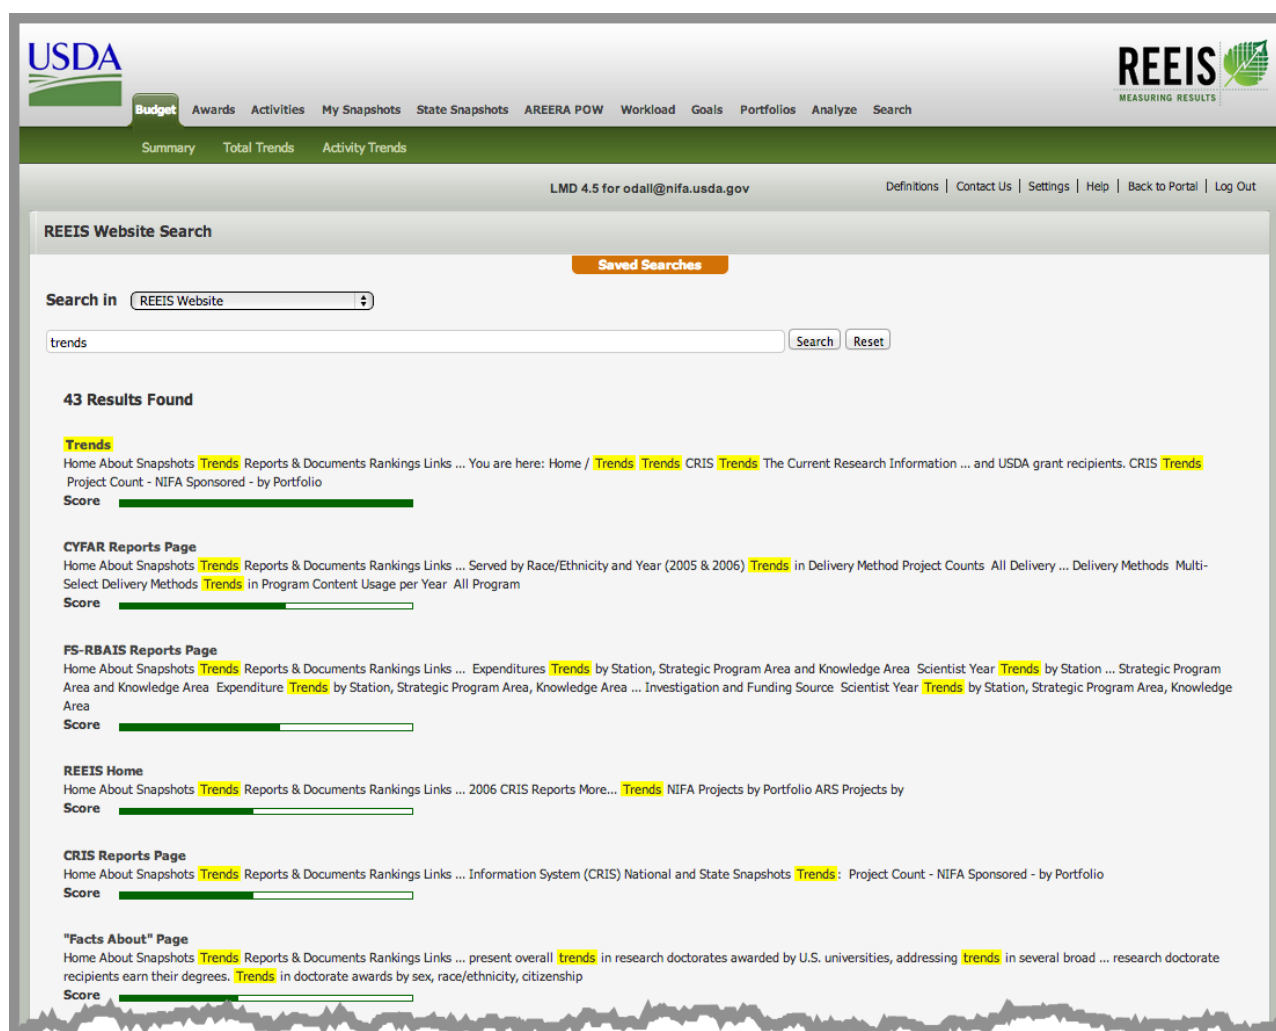 USDA
REEIS
MEASURING RESULTS
Budget Awards Activities My Snapshots State Snapshots AREERA POW Workload Goals Portfolios Analyze Search
Summary Total Trends Activity Trends
LMD 4.5 for odall@nifa.usda.gov Definitions | Contact Us | Settings | Help | Back to Portal | Log Out
REEIS Website Search
Saved Searches
Search in REEIS Website
trends Search Reset
43 Results Found
Trends
Home About Snapshots Trends Reports & Documents Rankings Links ... You are here: Home / Trends Trends CRIS Trends The Current Research Information ... and USDA grant recipients. CRIS Trends
Project Count - NIFA Sponsored - by Portfolio
Score
CYFAR Reports Page
Home About Snapshots Trends Reports & Documents Rankings Links ... Served by Race/Ethnicity and Year (2005 & 2006) Trends in Delivery Method Project Counts All Delivery ... Delivery Methods Multi-
Select Delivery Methods Trends in Program Content Usage per Year All Program
Score
FS-RBAIS Reports Page
Home About Snapshots Trends Reports & Documents Rankings Links ... Expenditures Trends by Station, Strategic Program Area and Knowledge Area Scientist Year Trends by Station ... Strategic Program
Area and Knowledge Area Expenditure Trends by Station, Strategic Program Area, Knowledge Area ... Investigation and Funding Source Scientist Year Trends by Station, Strategic Program Area, Knowledge
Area
Score
REEIS Home
Home About Snapshots Trends Reports & Documents Rankings Links ... 2006 CRIS Reports More... Trends NIFA Projects by Portfolio ARS Projects by
Score
CRIS Reports Page
Home About Snapshots Trends Reports & Documents Rankings Links ... Information System (CRIS) National and State Snapshots Trends: Project Count - NIFA Sponsored - by Portfolio
Score
"Facts About" Page
Home About Snapshots Trends Reports & Documents Rankings Links ... present overall trends in research doctorates awarded by U.S. universities, addressing trends in several broad ... research doctorate
recipients earn their degrees. Trends in doctorate awards by sex, race/ethnicity, citizenship
Score